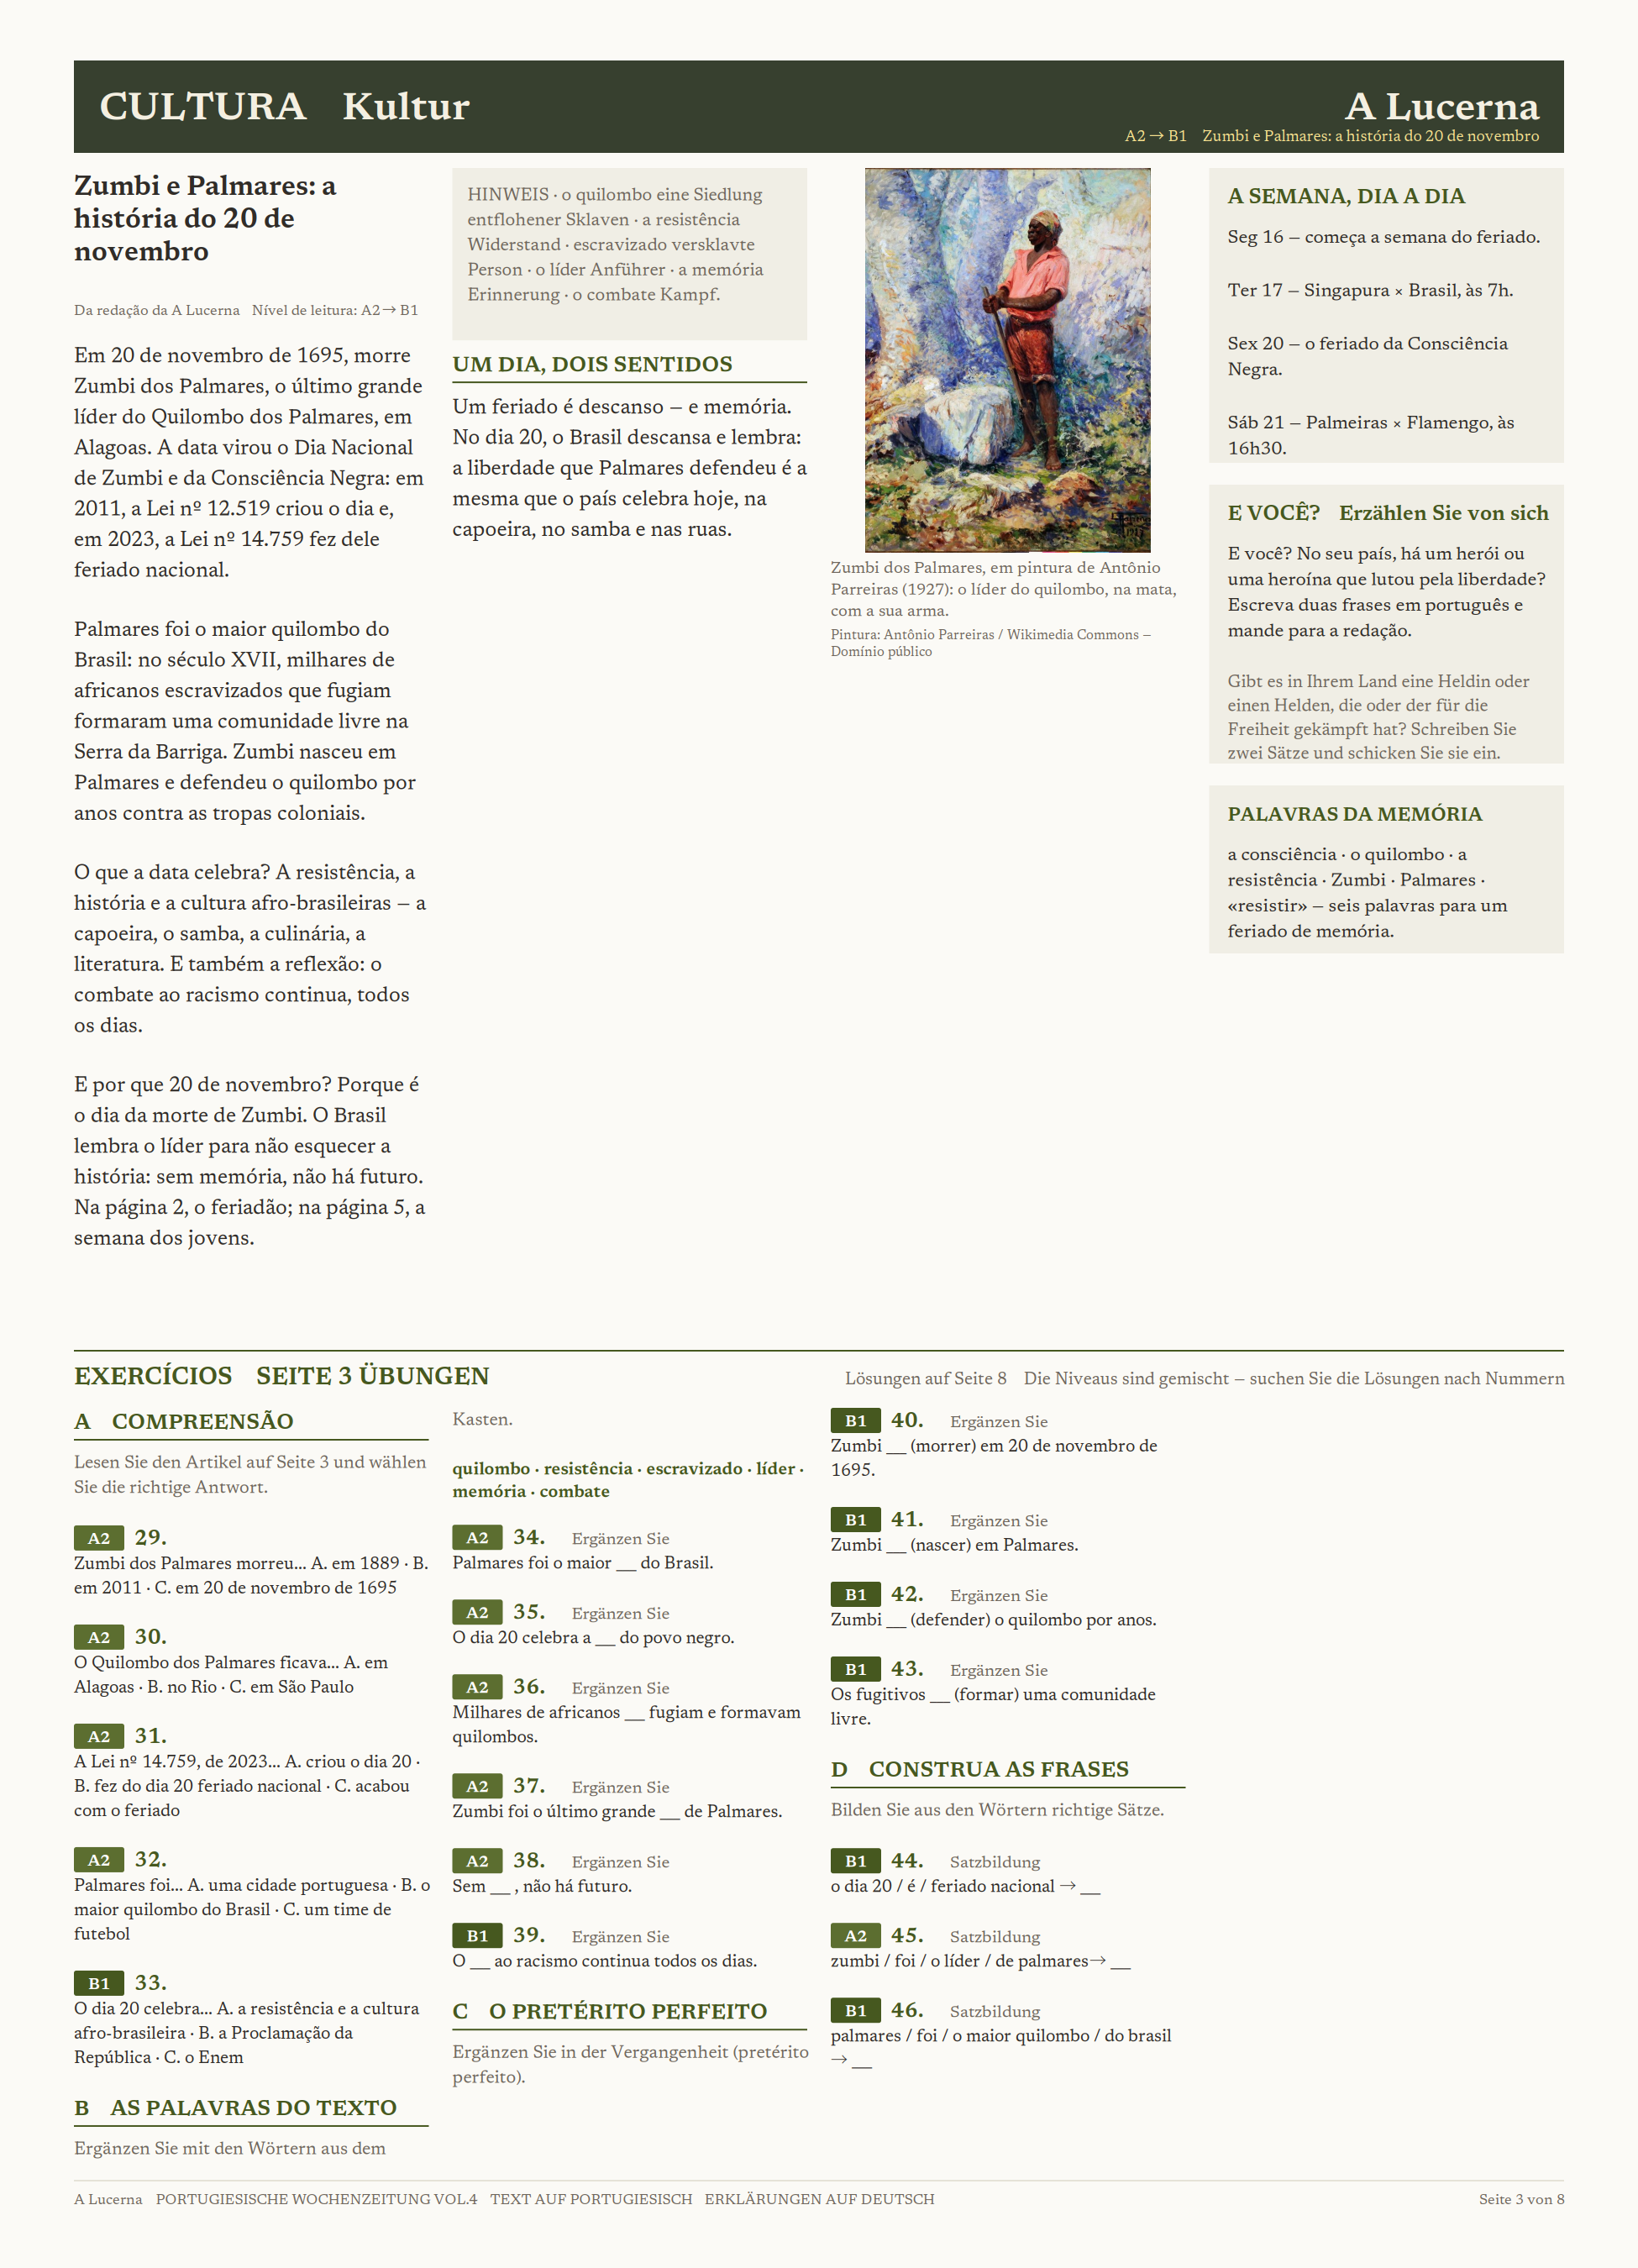 CULTURA Kultur
A Lucerna
A2 → B1 Zumbi e Palmares: a história do 20 de novembro
Zumbi e Palmares: a
história do 20 de
novembro
Da redação da A Lucerna Nível de leitura: A2→ B1
Em 20 de novembro de 1695, morre
Zumbi dos Palmares, o último grande
líder do Quilombo dos Palmares, em
Alagoas. A data virou o Dia Nacional
de Zumbi e da Consciência Negra: em
2011, a Lei nº 12.519 criou o dia e,
em 2023, a Lei nº 14.759 fez dele
feriado nacional.
Palmares foi o maior quilombo do
Brasil: no século XVII, milhares de
africanos escravizados que fugiam
formaram uma comunidade livre na
Serra da Barriga. Zumbi nasceu em
Palmares e defendeu o quilombo por
anos contra as tropas coloniais.
O que a data celebra? A resistência, a
história e a cultura afro-brasileiras — a
capoeira, o samba, a culinária, a
literatura. E também a reflexão: o
combate ao racismo continua, todos
os dias.
E por que 20 de novembro? Porque é
o dia da morte de Zumbi. O Brasil
lembra o líder para não esquecer a
história: sem memória, não há futuro.
Na página 2, o feriadão; na página 5, a
semana dos jovens.
HINWEIS · o quilombo eine Siedlung
entflohener Sklaven · a resistência
Widerstand · escravizado versklavte
Person · o líder Anführer · a memória
Erinnerung · o combate Kampf.
UM DIA, DOIS SENTIDOS
Um feriado é descanso — e memória.
No dia 20, o Brasil descansa e lembra:
a liberdade que Palmares defendeu é a
mesma que o país celebra hoje, na
capoeira, no samba e nas ruas.
Zumbi dos Palmares, em pintura de Antônio
Parreiras (1927): o líder do quilombo, na mata,
com a sua arma.
Pintura: Antônio Parreiras / Wikimedia Commons —
Domínio público
A SEMANA, DIA A DIA
Seg 16 — começa a semana do feriado.
Ter 17 — Singapura × Brasil, às 7h.
Sex 20 — o feriado da Consciência
Negra.
Sáb 21 — Palmeiras × Flamengo, às
16h30.
E VOCÊ? Erzählen Sie von sich
E você? No seu país, há um herói ou
uma heroína que lutou pela liberdade?
Escreva duas frases em português e
mande para a redação.
Gibt es in Ihrem Land eine Heldin oder
einen Helden, die oder der für die
Freiheit gekämpft hat? Schreiben Sie
zwei Sätze und schicken Sie sie ein.
PALAVRAS DA MEMÓRIA
a consciência · o quilombo · a
resistência · Zumbi · Palmares ·
«resistir» — seis palavras para um
feriado de memória.
EXERCÍCIOS SEITE 3 ÜBUNGEN
Lösungen auf Seite 8 Die Niveaus sind gemischt — suchen Sie die Lösungen nach Nummern
A COMPREENSÃO
Lesen Sie den Artikel auf Seite 3 und wählen
Sie die richtige Antwort.
A2 29.
Zumbi dos Palmares morreu... A. em 1889 · B.
em 2011 · C. em 20 de novembro de 1695
A2 30.
O Quilombo dos Palmares ficava... A. em
Alagoas · B. no Rio · C. em São Paulo
A2 31.
A Lei nº 14.759, de 2023... A. criou o dia 20 ·
B. fez do dia 20 feriado nacional · C. acabou
com o feriado
A2 32.
Palmares foi... A. uma cidade portuguesa · B. o
maior quilombo do Brasil · C. um time de
futebol
B1 33.
O dia 20 celebra... A. a resistência e a cultura
afro-brasileira · B. a Proclamação da
República · C. o Enem
B AS PALAVRAS DO TEXTO
Ergänzen Sie mit den Wörtern aus dem
Kasten.
quilombo · resistência · escravizado · líder ·
memória · combate
A2 34. Ergänzen Sie
Palmares foi o maior __ do Brasil.
A2 35. Ergänzen Sie
O dia 20 celebra a __ do povo negro.
A2 36. Ergänzen Sie
Milhares de africanos __ fugiam e formavam
quilombos.
A2 37. Ergänzen Sie
Zumbi foi o último grande __ de Palmares.
A2 38. Ergänzen Sie
Sem __ , não há futuro.
B1 39. Ergänzen Sie
O __ ao racismo continua todos os dias.
C O PRETÉRITO PERFEITO
Ergänzen Sie in der Vergangenheit (pretérito
perfeito).
B1 40. Ergänzen Sie
Zumbi __ (morrer) em 20 de novembro de
1695.
B1 41. Ergänzen Sie
Zumbi __ (nascer) em Palmares.
B1 42. Ergänzen Sie
Zumbi __ (defender) o quilombo por anos.
B1 43. Ergänzen Sie
Os fugitivos __ (formar) uma comunidade
livre.
D CONSTRUA AS FRASES
Bilden Sie aus den Wörtern richtige Sätze.
B1 44. Satzbildung
o dia 20 / é / feriado nacional → __
A2 45. Satzbildung
zumbi / foi / o líder / de palmares→ __
B1 46. Satzbildung
palmares / foi / o maior quilombo / do brasil
→ __
A Lucerna PORTUGIESISCHE WOCHENZEITUNG VOL.4 TEXT AUF PORTUGIESISCH ERKLÄRUNGEN AUF DEUTSCH
Seite 3 von 8